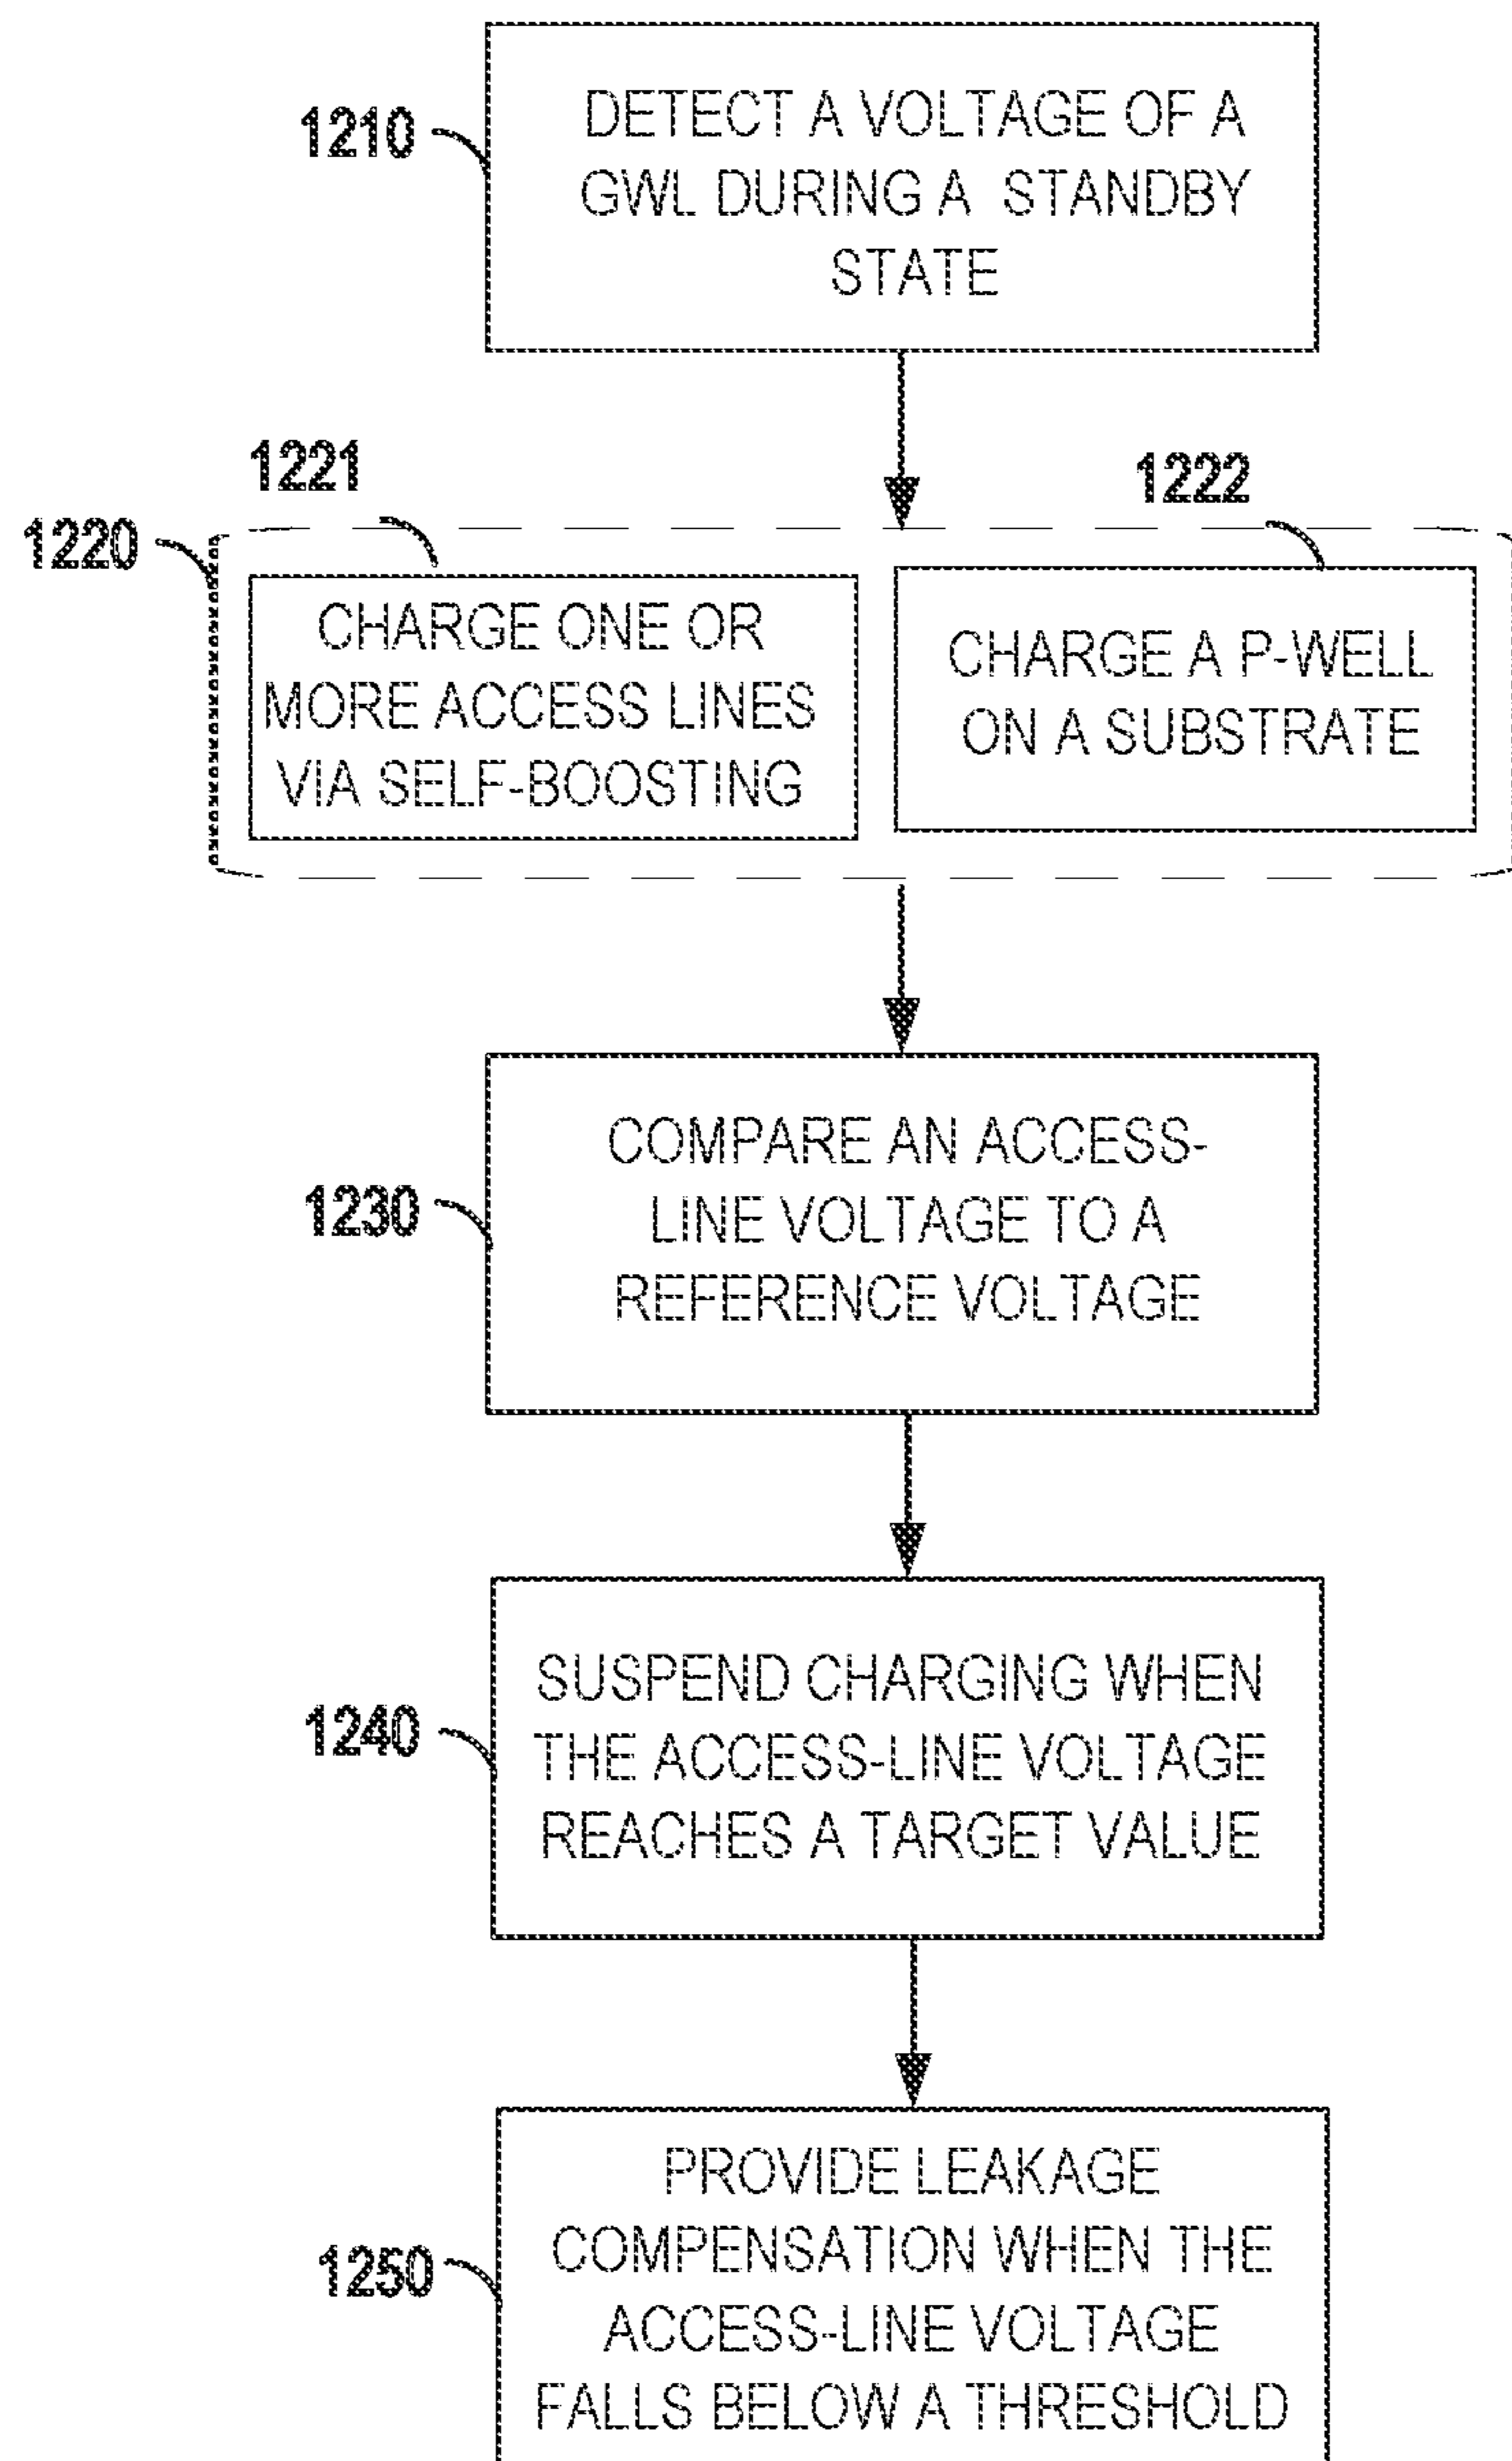 1210
DETECT A VOLTAGE OF A
GWL DURING A STANDBY
STATE
1220
1221
CHARGE ONE OR
MORE ACCESS LINES
VIA SELF-BOOSTING
1222
CHARGE A P-WELL
ON A SUBSTRATE
1230
COMPARE AN ACCESS-
LINE VOLTAGE TO A
REFERENCE VOLTAGE
1240
SUSPEND CHARGING WHEN
THE ACCESS-LINE VOLTAGE
REACHES A TARGET VALUE
1250
PROVIDE LEAKAGE
COMPENSATION WHEN THE
ACCESS-LINE VOLTAGE
FALLS BELOW A THRESHOLD